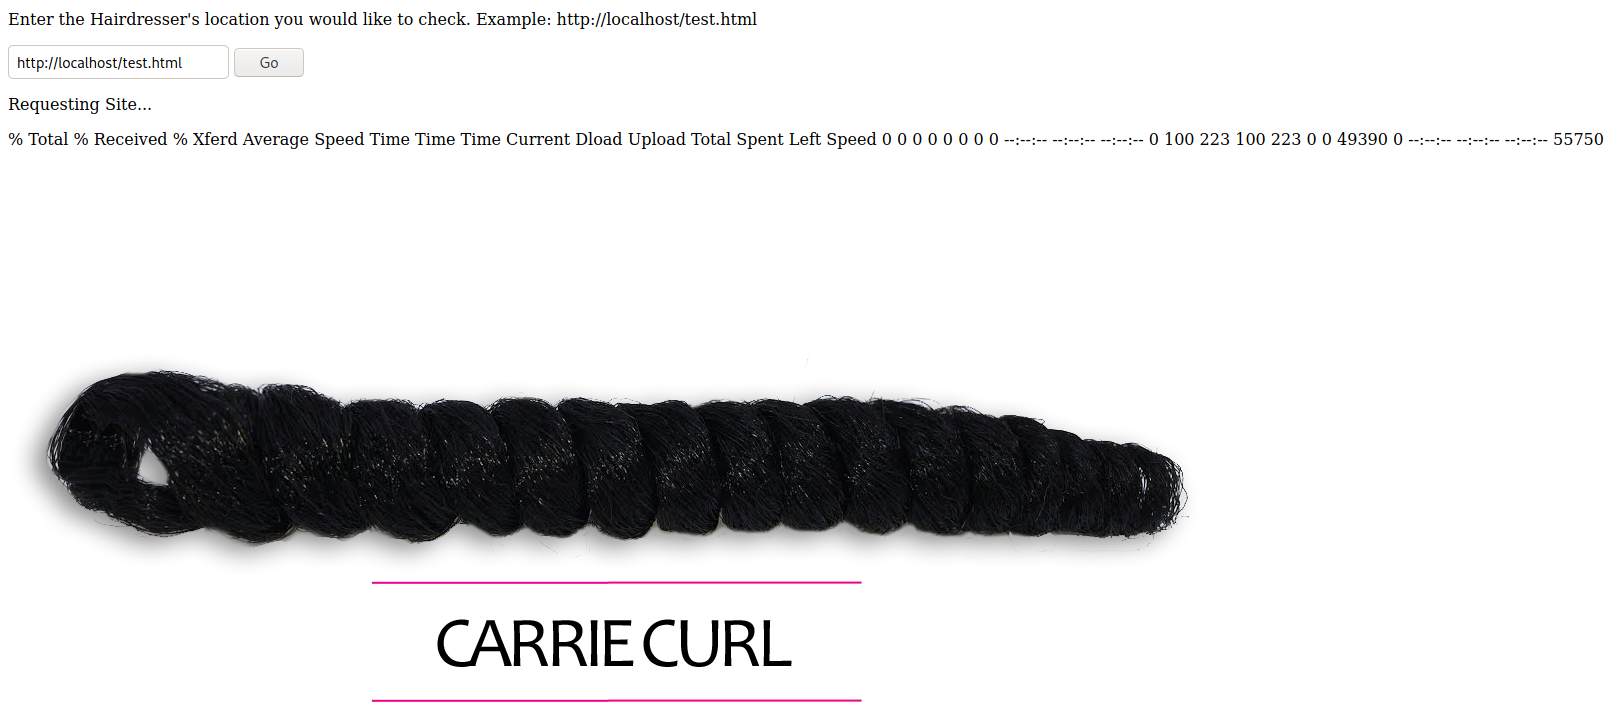 Enter the Hairdresser's location you would like to check. Example: http://localhost/test.html
http://localhost/test.html Go
Requesting Site...
% Total % Received % Xferd Average Speed Time Time Time Current Dload Upload Total Spent Left Speed 0 0 0 0 0 0 0 0 --:--:-- --:--:-- --:--:-- 0 100 223 100 223 0 0 49390 0 --:--:-- --:--:-- --:--:-- 55750
CARRIE CURL